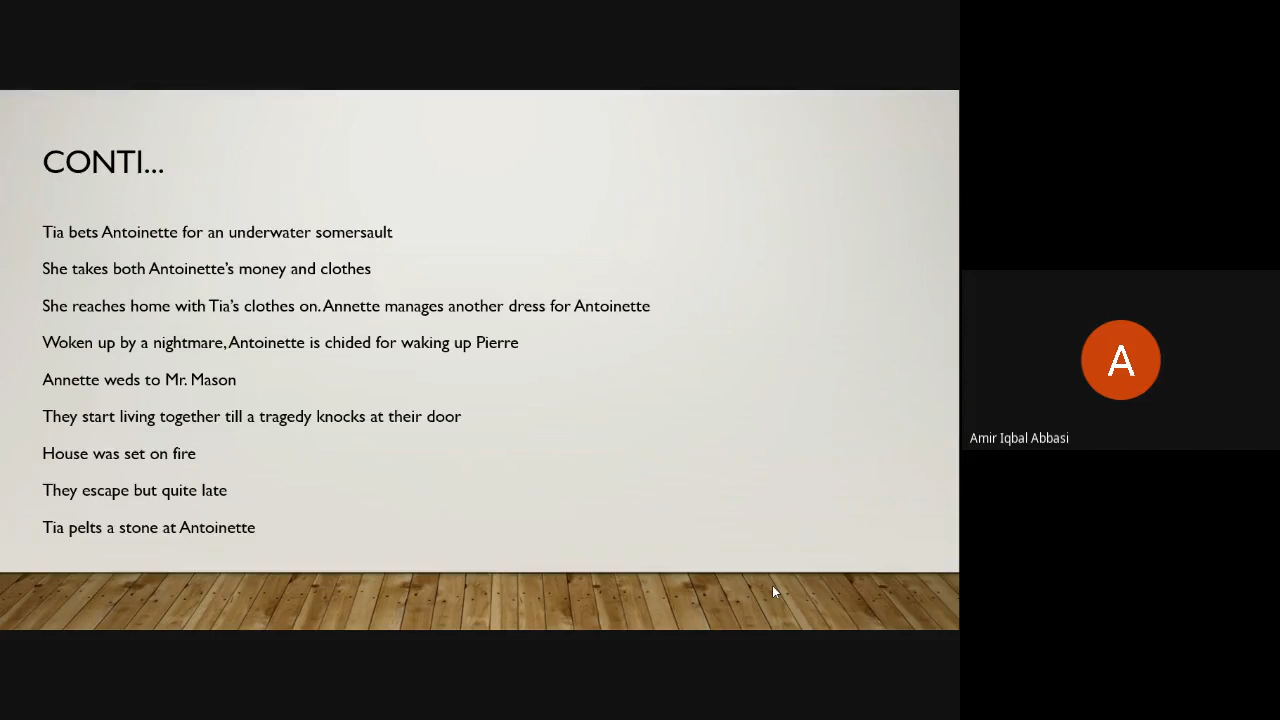 CONTI...
Tia bets Antoinette for an underwater somersault
She takes both Antoinette's money and clothes
She reaches home with Tia's clothes on. Annette manages another dress for Antoinette
Woken up by a nightmare, Antoinette is chided for waking up Pierre
Annette weds to Mr. Mason
They start living together till a tragedy knocks at their door
House was set on fire
They escape but quite late
Tia pelts a stone at Antoinette
A
Amir Iqbal Abbasi